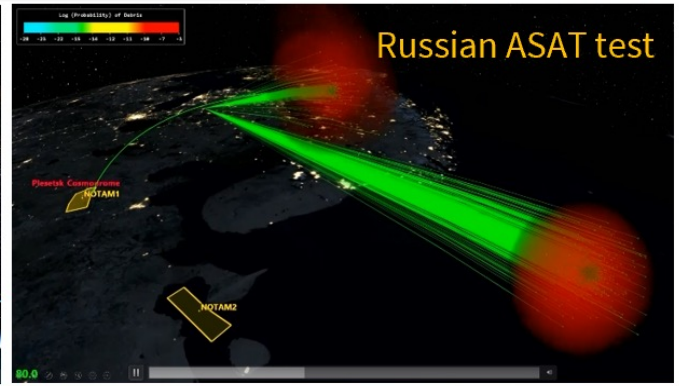 Log (Probability) of Debris
Russian ASAT test
Plesetsk Cosmodrome
NOTAM1
NOTAM2
80.0